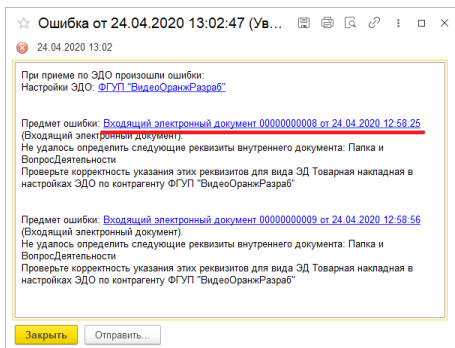 Ошибка от 24.04.2020 13:02:47 (Ув...
24.04.2020 13:02
При приеме по ЭДО произошли ошибки:
Настройки ЭДО: ФГУП "ВидеоОранжРазраб"
Предмет ошибки: Входящий электронный документ 00000000008 от 24.04.2020 12:58:25
(Входящий электронный документ).
Не удалось определить следующие реквизиты внутреннего документа: Папка и
ВопросДеятельности
Проверьте корректность указания этих реквизитов для вида ЭД Товарная накладная в
настройках ЭДО по контрагенту ФГУП "ВидеоОранжРазраб"
Предмет ошибки: Входящий электронный документ 00000000009 от 24.04.2020 12:58:56
(Входящий электронный документ).
Не удалось определить следующие реквизиты внутреннего документа: Папка и
ВопросДеятельности
Проверьте корректность указания этих реквизитов для вида ЭД Товарная накладная в
настройках ЭДО по контрагенту ФГУП "ВидеоОранжРазраб"
Закрыть Отправить...